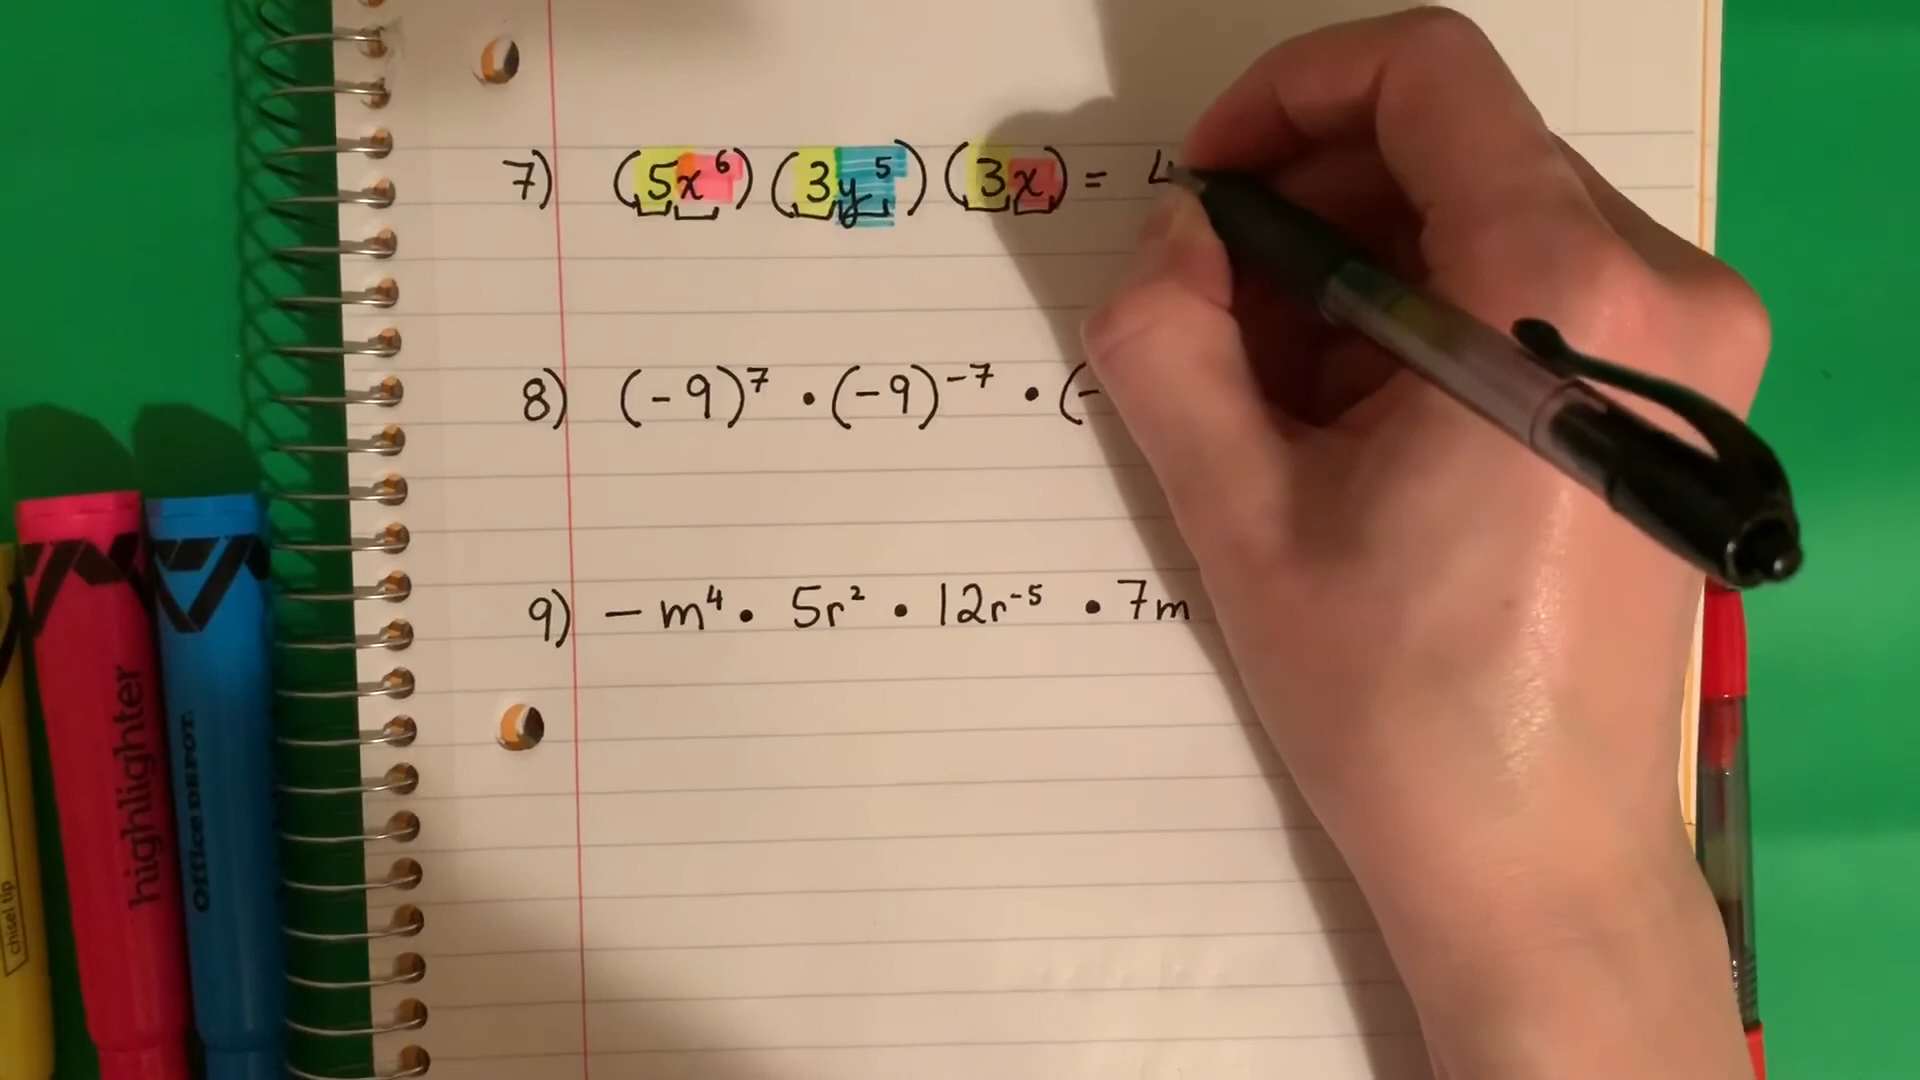 7) (5x⁶)(3y⁵)(3x) = 4
8) (-9)⁷ • (-9)⁻⁷ • (-
9) - m⁴ • 5r² • 12r⁻⁵ • 7m
highlighter
Office DEPOT
chisel tip